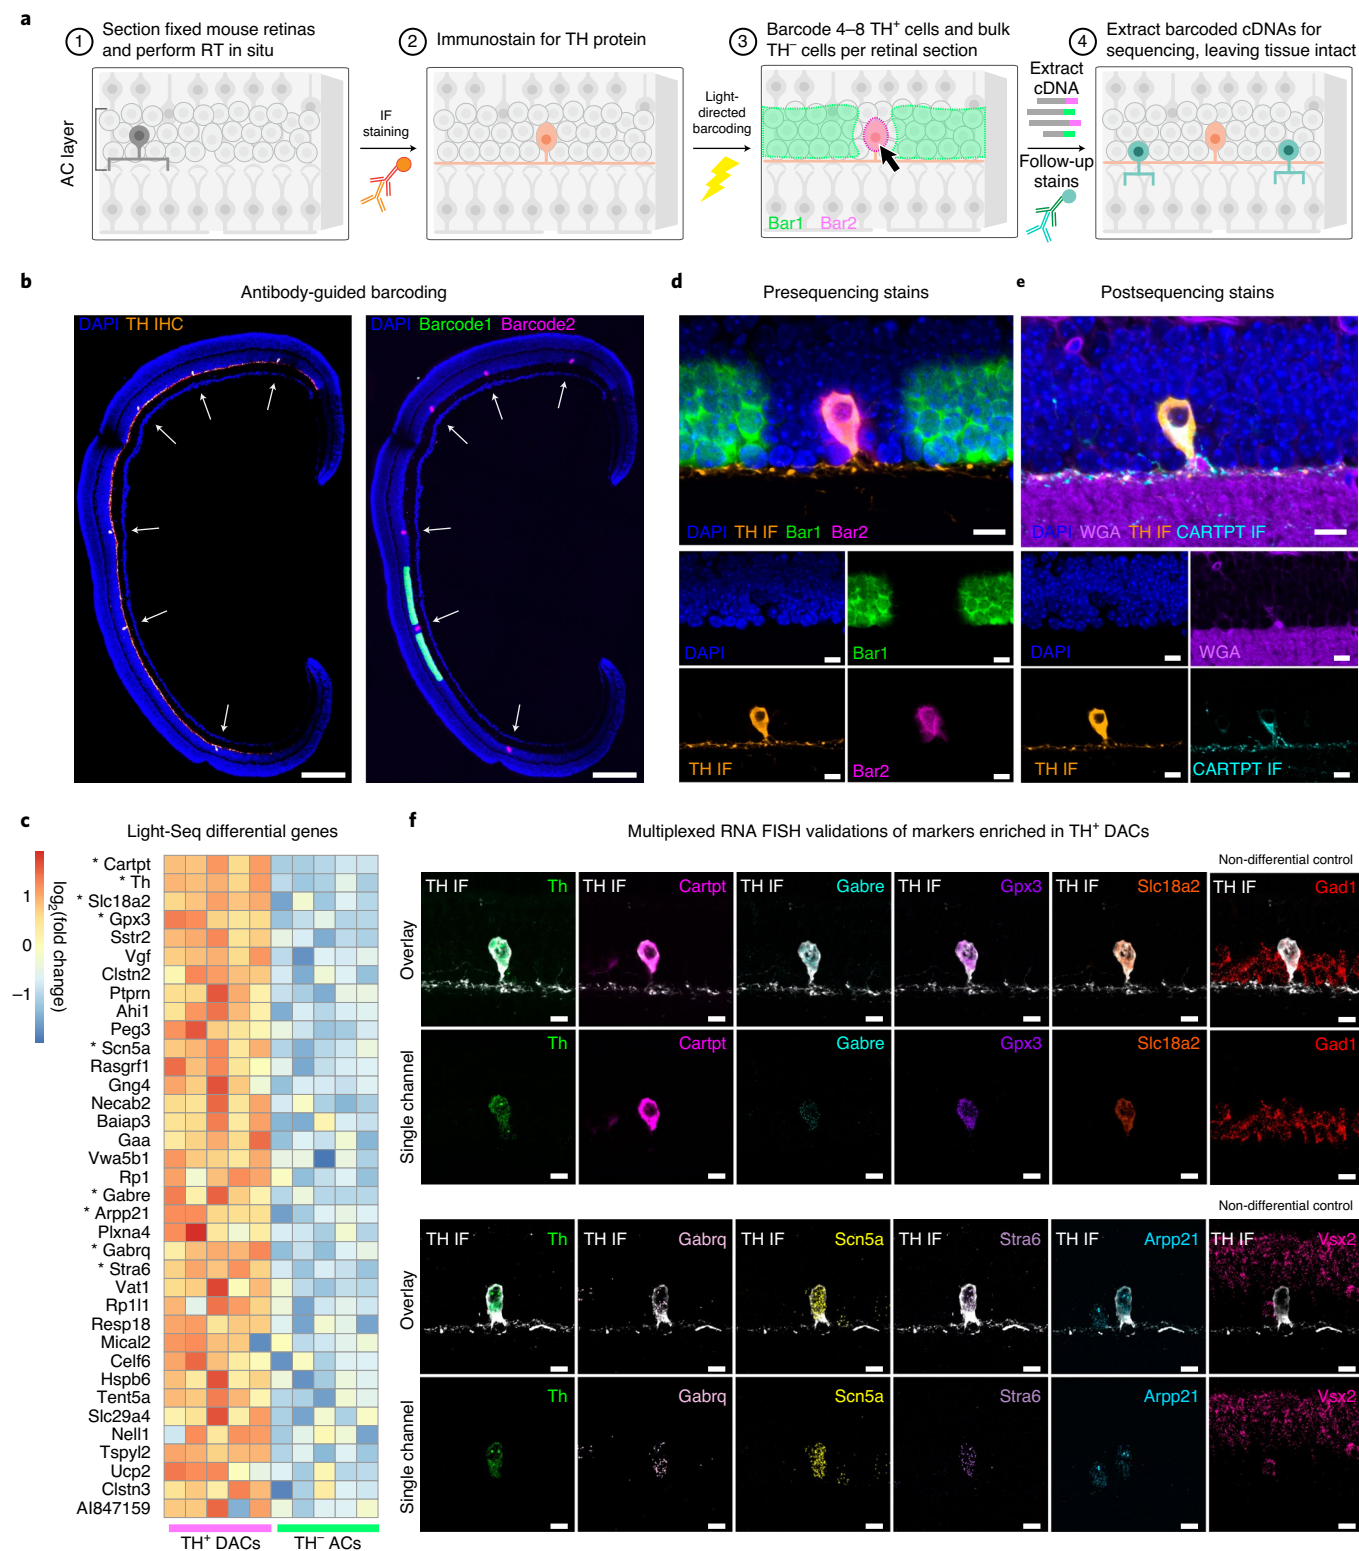 a
1 Section fixed mouse retinas
and perform RT in situ
2 Immunostain for TH protein
3 Barcode 4–8 TH⁺ cells and bulk
TH⁻ cells per retinal section
4 Extract barcoded cDNAs for
sequencing, leaving tissue intact
AC layer
IF
staining
Light-
directed
barcoding
Bar1 Bar2
Extract
cDNA
Follow-up
stains
b
Antibody-guided barcoding
DAPI TH IHC
DAPI Barcode1 Barcode2
d
Presequencing stains
DAPI TH IF Bar1 Bar2
DAPI
Bar1
TH IF
Bar2
e
Postsequencing stains
DAPI WGA TH IF CARTPT IF
DAPI
WGA
TH IF
CARTPT IF
c
Light-Seq differential genes
1
0
−1
log₂(fold change)
* Cartpt
* Th
* Slc18a2
* Gpx3
Sstr2
Vgf
Clstn2
Ptprn
Ahi1
Peg3
* Scn5a
Rasgrf1
Gng4
Necab2
Baiap3
Gaa
Vwa5b1
Rp1
* Gabre
* Arpp21
Plxna4
* Gabrq
* Stra6
Vat1
Rp1l1
Resp18
Mical2
Celf6
Hspb6
Tent5a
Slc29a4
Nell1
Tspyl2
Ucp2
Clstn3
AI847159
TH⁺ DACs
TH⁻ ACs
f
Multiplexed RNA FISH validations of markers enriched in TH⁺ DACs
Non-differential control
Overlay
TH IF Th
TH IF Cartpt
TH IF Gabre
TH IF Gpx3
TH IF Slc18a2
TH IF Gad1
Single channel
Th
Cartpt
Gabre
Gpx3
Slc18a2
Gad1
Non-differential control
Overlay
TH IF Th
TH IF Gabrq
TH IF Scn5a
TH IF Stra6
TH IF Arpp21
TH IF Vsx2
Single channel
Th
Gabrq
Scn5a
Stra6
Arpp21
Vsx2